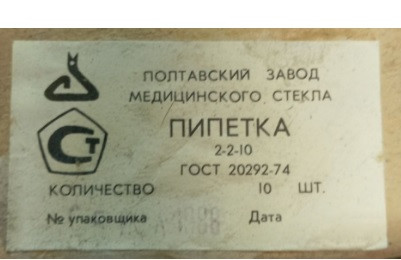 ПОЛТАВСКИЙ ЗАВОД
МЕДИЦИНСКОГО СТЕКЛА
ПИПЕТКА
2-2-10
ГОСТ 20292-74
КОЛИЧЕСТВО 10 ШТ.
№ упаковщика Дата